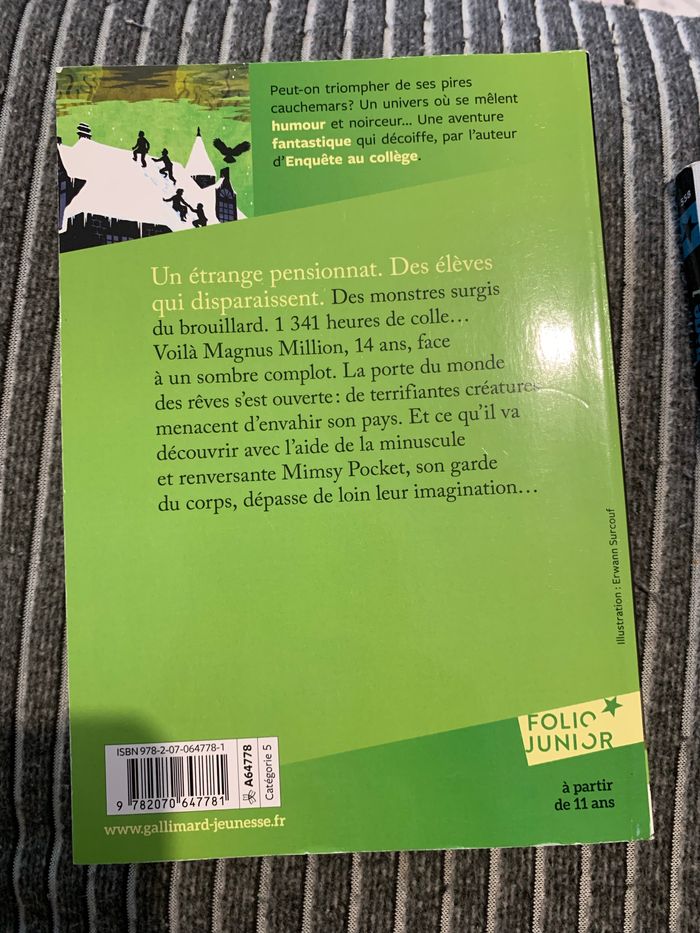 Peut-on triompher de ses pires
cauchemars? Un univers où se mêlent
humour et noirceur... Une aventure
fantastique qui décoiffe, par l'auteur
d'Enquête au collège.
Un étrange pensionnat. Des élèves
qui disparaissent. Des monstres surgis
du brouillard. 1 341 heures de colle...
Voilà Magnus Million, 14 ans, face
à un sombre complot. La porte du monde
des rêves s'est ouverte : de terrifiantes créatures
menacent d'envahir son pays. Et ce qu'il va
découvrir avec l'aide de la minuscule
et renversante Mimsy Pocket, son garde
du corps, dépasse de loin leur imagination...
Illustration : Erwann Surcouf
FOLIO
JUNIOR
à partir
de 11 ans
ISBN 978-2-07-064778-1
9 782070 647781
A64778
Catégorie 5
www.gallimard-jeunesse.fr
558